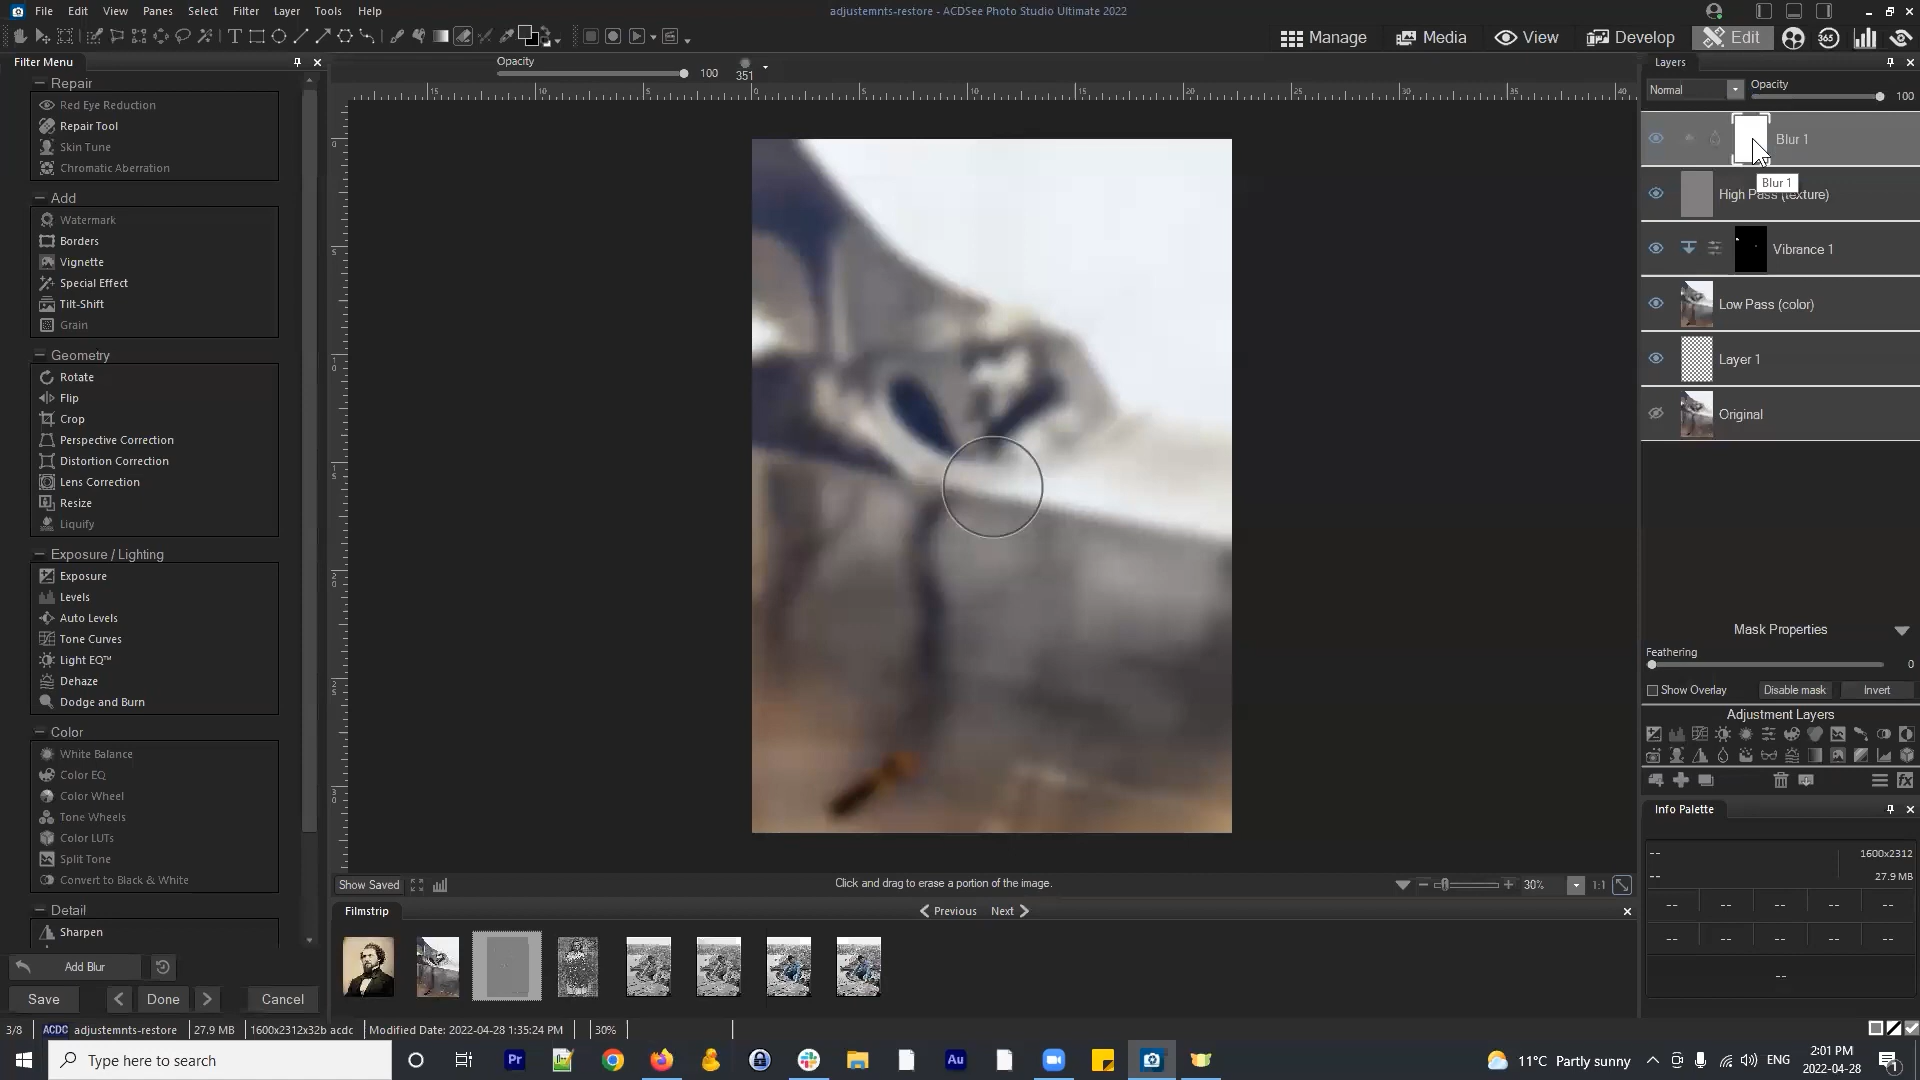 File Edit View Panes Select Filter Layer Tools Help
adjustemnts-restore - ACDSee Photo Studio Ultimate 2022
Manage Media View Develop Edit 365
Filter Menu
Opacity 100 351
Layers
Normal Opacity 100
Repair
Red Eye Reduction
Repair Tool
Skin Tune
Chromatic Aberration
Add
Watermark
Borders
Vignette
Special Effect
Tilt-Shift
Grain
Geometry
Rotate
Flip
Crop
Perspective Correction
Distortion Correction
Lens Correction
Resize
Liquify
Exposure / Lighting
Exposure
Levels
Auto Levels
Tone Curves
Light EQ™
Dehaze
Dodge and Burn
Color
White Balance
Color EQ
Color Wheel
Tone Wheels
Color LUTs
Split Tone
Convert to Black & White
Detail
Sharpen
Add Blur
Save Done Cancel
Blur 1
Blur 1
High Pass (texture)
Vibrance 1
Low Pass (color)
Layer 1
Original
Mask Properties
Feathering
0
Show Overlay Disable mask Invert
Adjustment Layers
Info Palette
-- 1600x2312
-- 27.9 MB
-- -- -- -- --
-- -- -- -- --
--
Show Saved Click and drag to erase a portion of the image. 30% 1:1
Filmstrip Previous Next
3/8 ACDC adjustemnts-restore 27.9 MB 1600x2312x32b acdc Modified Date: 2022-04-28 1:35:24 PM 30%
Type here to search Pr Au 11°C Partly sunny ENG 2:01 PM
2022-04-28 1